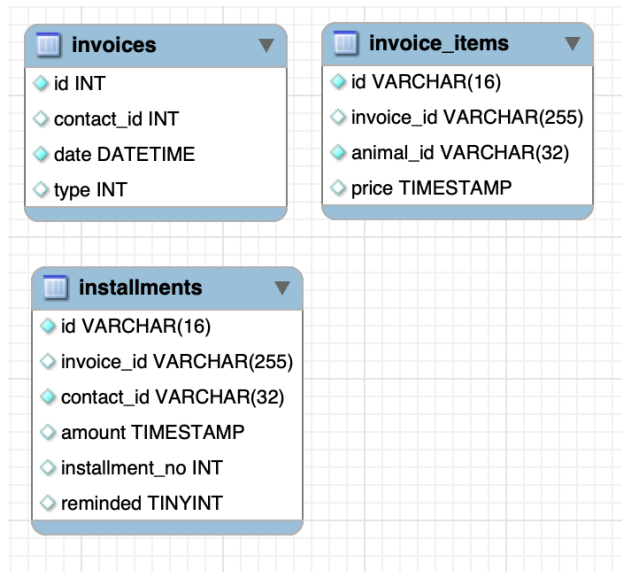 invoices
id INT
contact_id INT
date DATETIME
type INT
invoice_items
id VARCHAR(16)
invoice_id VARCHAR(255)
animal_id VARCHAR(32)
price TIMESTAMP
installments
id VARCHAR(16)
invoice_id VARCHAR(255)
contact_id VARCHAR(32)
amount TIMESTAMP
installment_no INT
reminded TINYINT